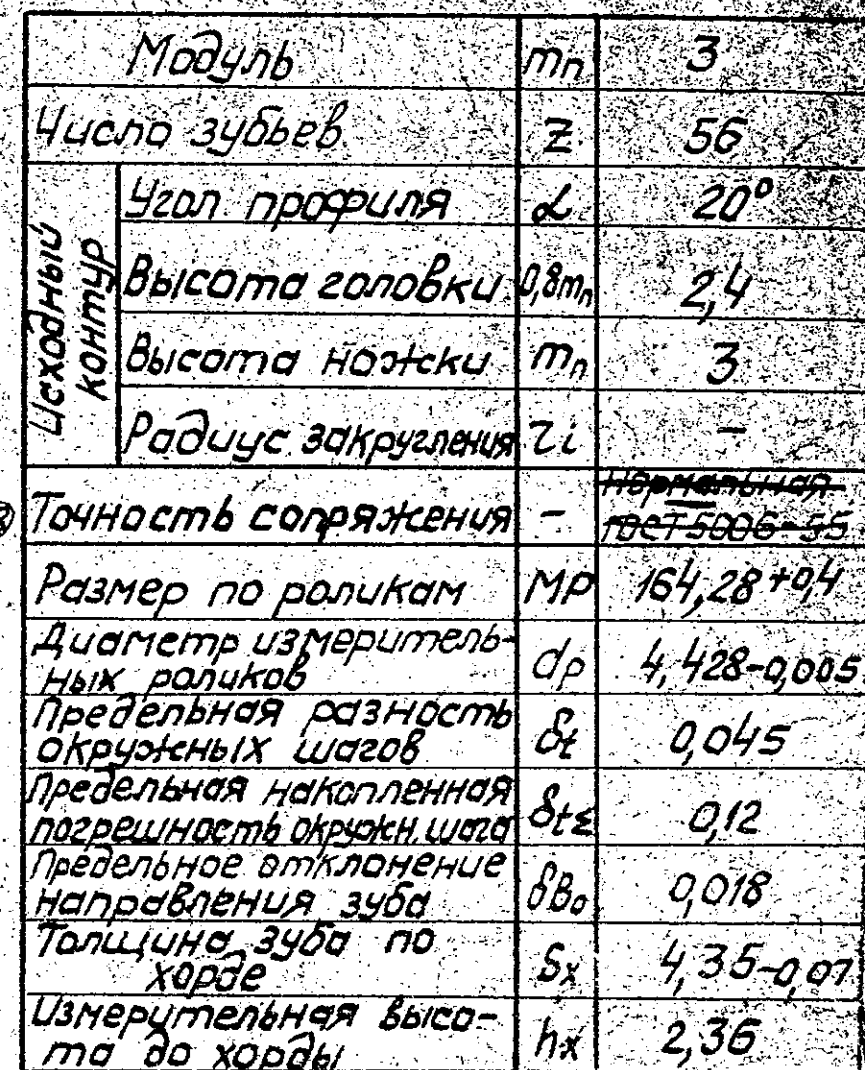 Модуль mn 3
Число зубьев z 56
Исходный контур
Угол профиля α 20°
Высота головки 0,8mn 2,4
Высота ножки mn 3
Радиус закругления ri -
Точность сопряжения - Нормальная
ГОСТ 5006-55
Размер по роликам MP 164,28+0,4
Диаметр измеритель-
ных роликов dp 4,428-0,005
Предельная разность
окружных шагов δt 0,045
Предельная накопленная
погрешность окружн. шага δtΣ 0,12
Предельное отклонение
направления зуба δBo 0,018
Толщина зуба по
хорде Sx 4,35-0,07
Измерительная высо-
та до хорды hx 2,36